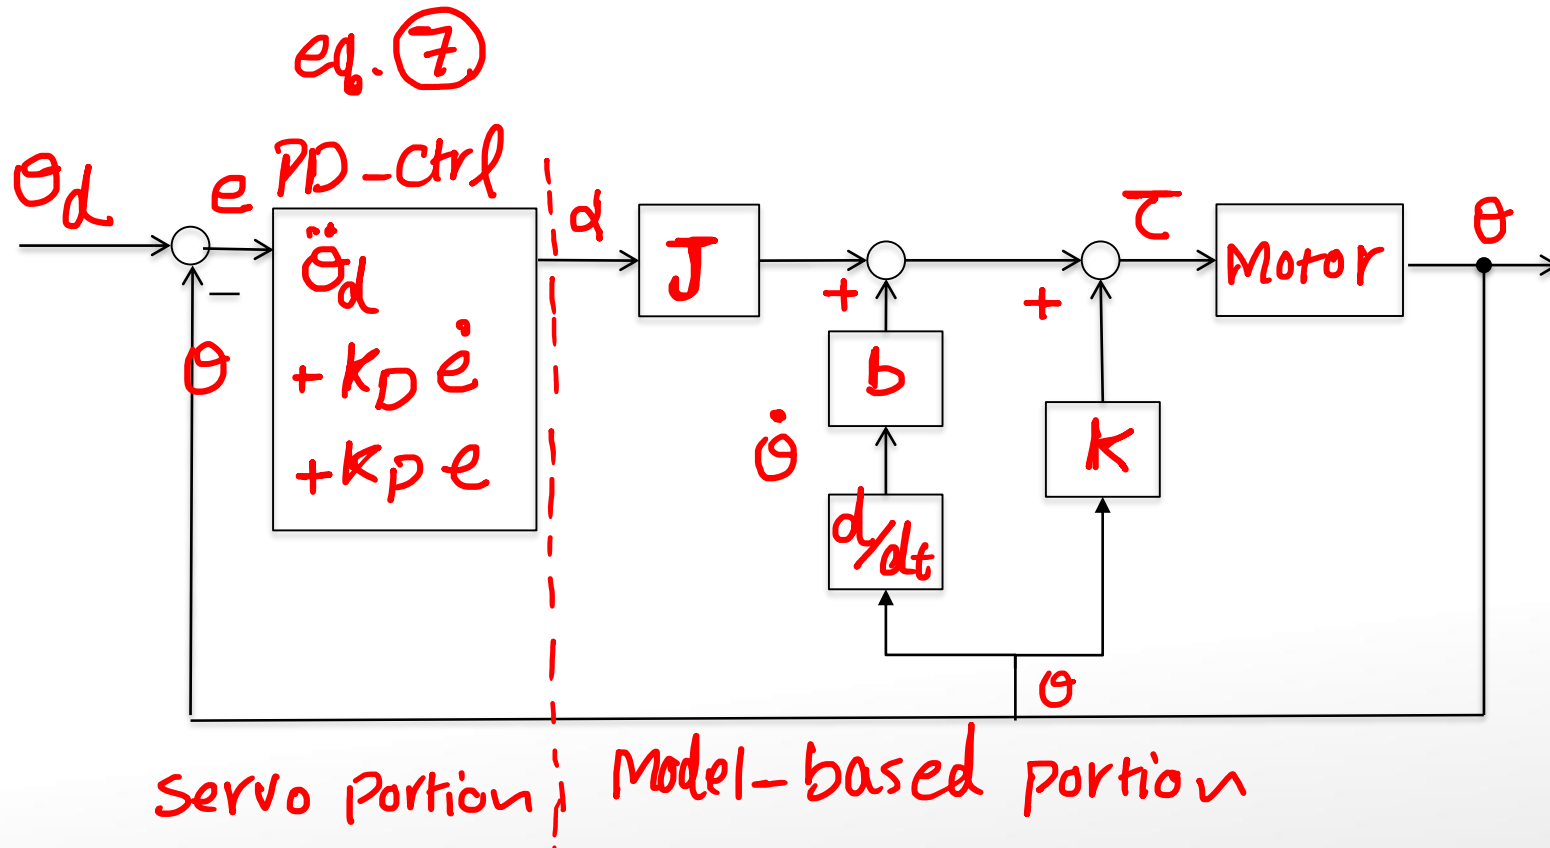 eq. ⑦
PD-Ctrl
θd
e
α
J
τ
Motor
θ
θ̈d
+ KD ė
+ Kp e
−
θ
+
+
b
K
θ̇
d/dt
θ
Servo portion
Model-based portion